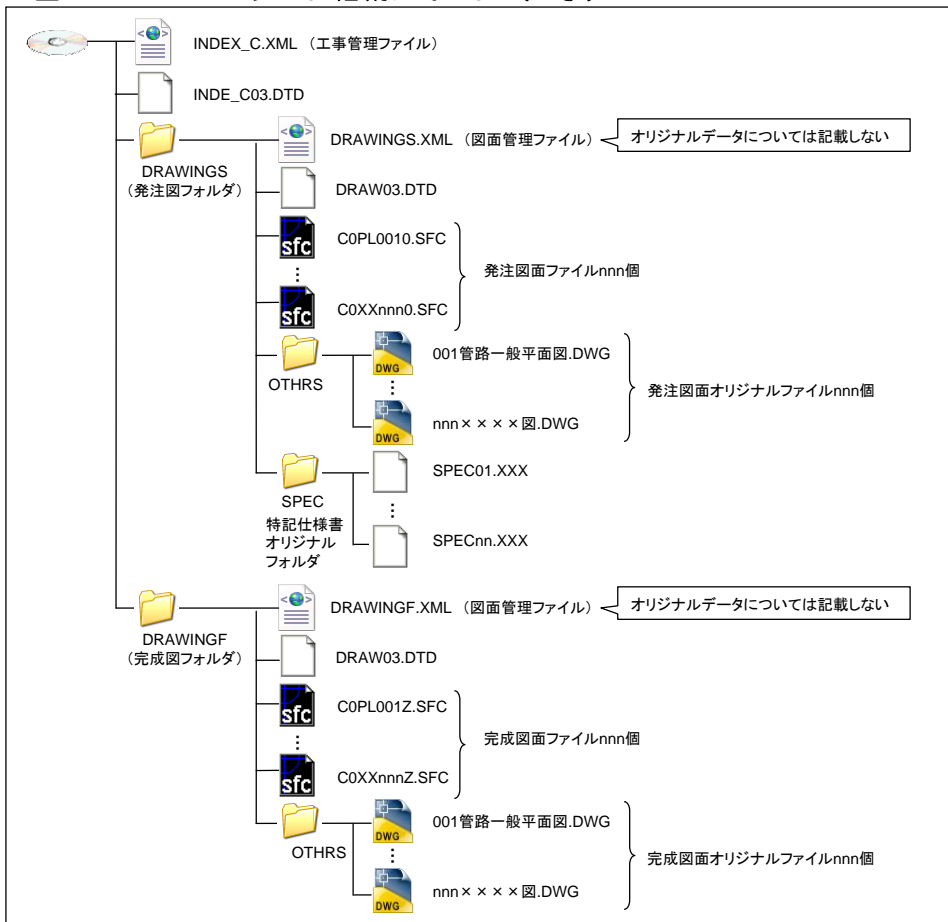 INDEX_C.XML （工事管理ファイル）
INDE_C03.DTD
DRAWINGS
（発注図フォルダ）
DRAWINGS.XML （図面管理ファイル）
オリジナルデータについては記載しない
DRAW03.DTD
sfc
C0PL0010.SFC
⋮
sfc
C0XXnnn0.SFC
発注図面ファイルnnn個
OTHRS
DWG
001管路一般平面図.DWG
⋮
DWG
nnn××××図.DWG
発注図面オリジナルファイルnnn個
SPEC
特記仕様書
オリジナル
フォルダ
SPEC01.XXX
⋮
SPECnn.XXX
DRAWINGF
（完成図フォルダ）
DRAWINGF.XML （図面管理ファイル）
オリジナルデータについては記載しない
DRAW03.DTD
sfc
C0PL001Z.SFC
⋮
sfc
C0XXnnnZ.SFC
完成図面ファイルnnn個
OTHRS
DWG
001管路一般平面図.DWG
⋮
DWG
nnn××××図.DWG
完成図面オリジナルファイルnnn個